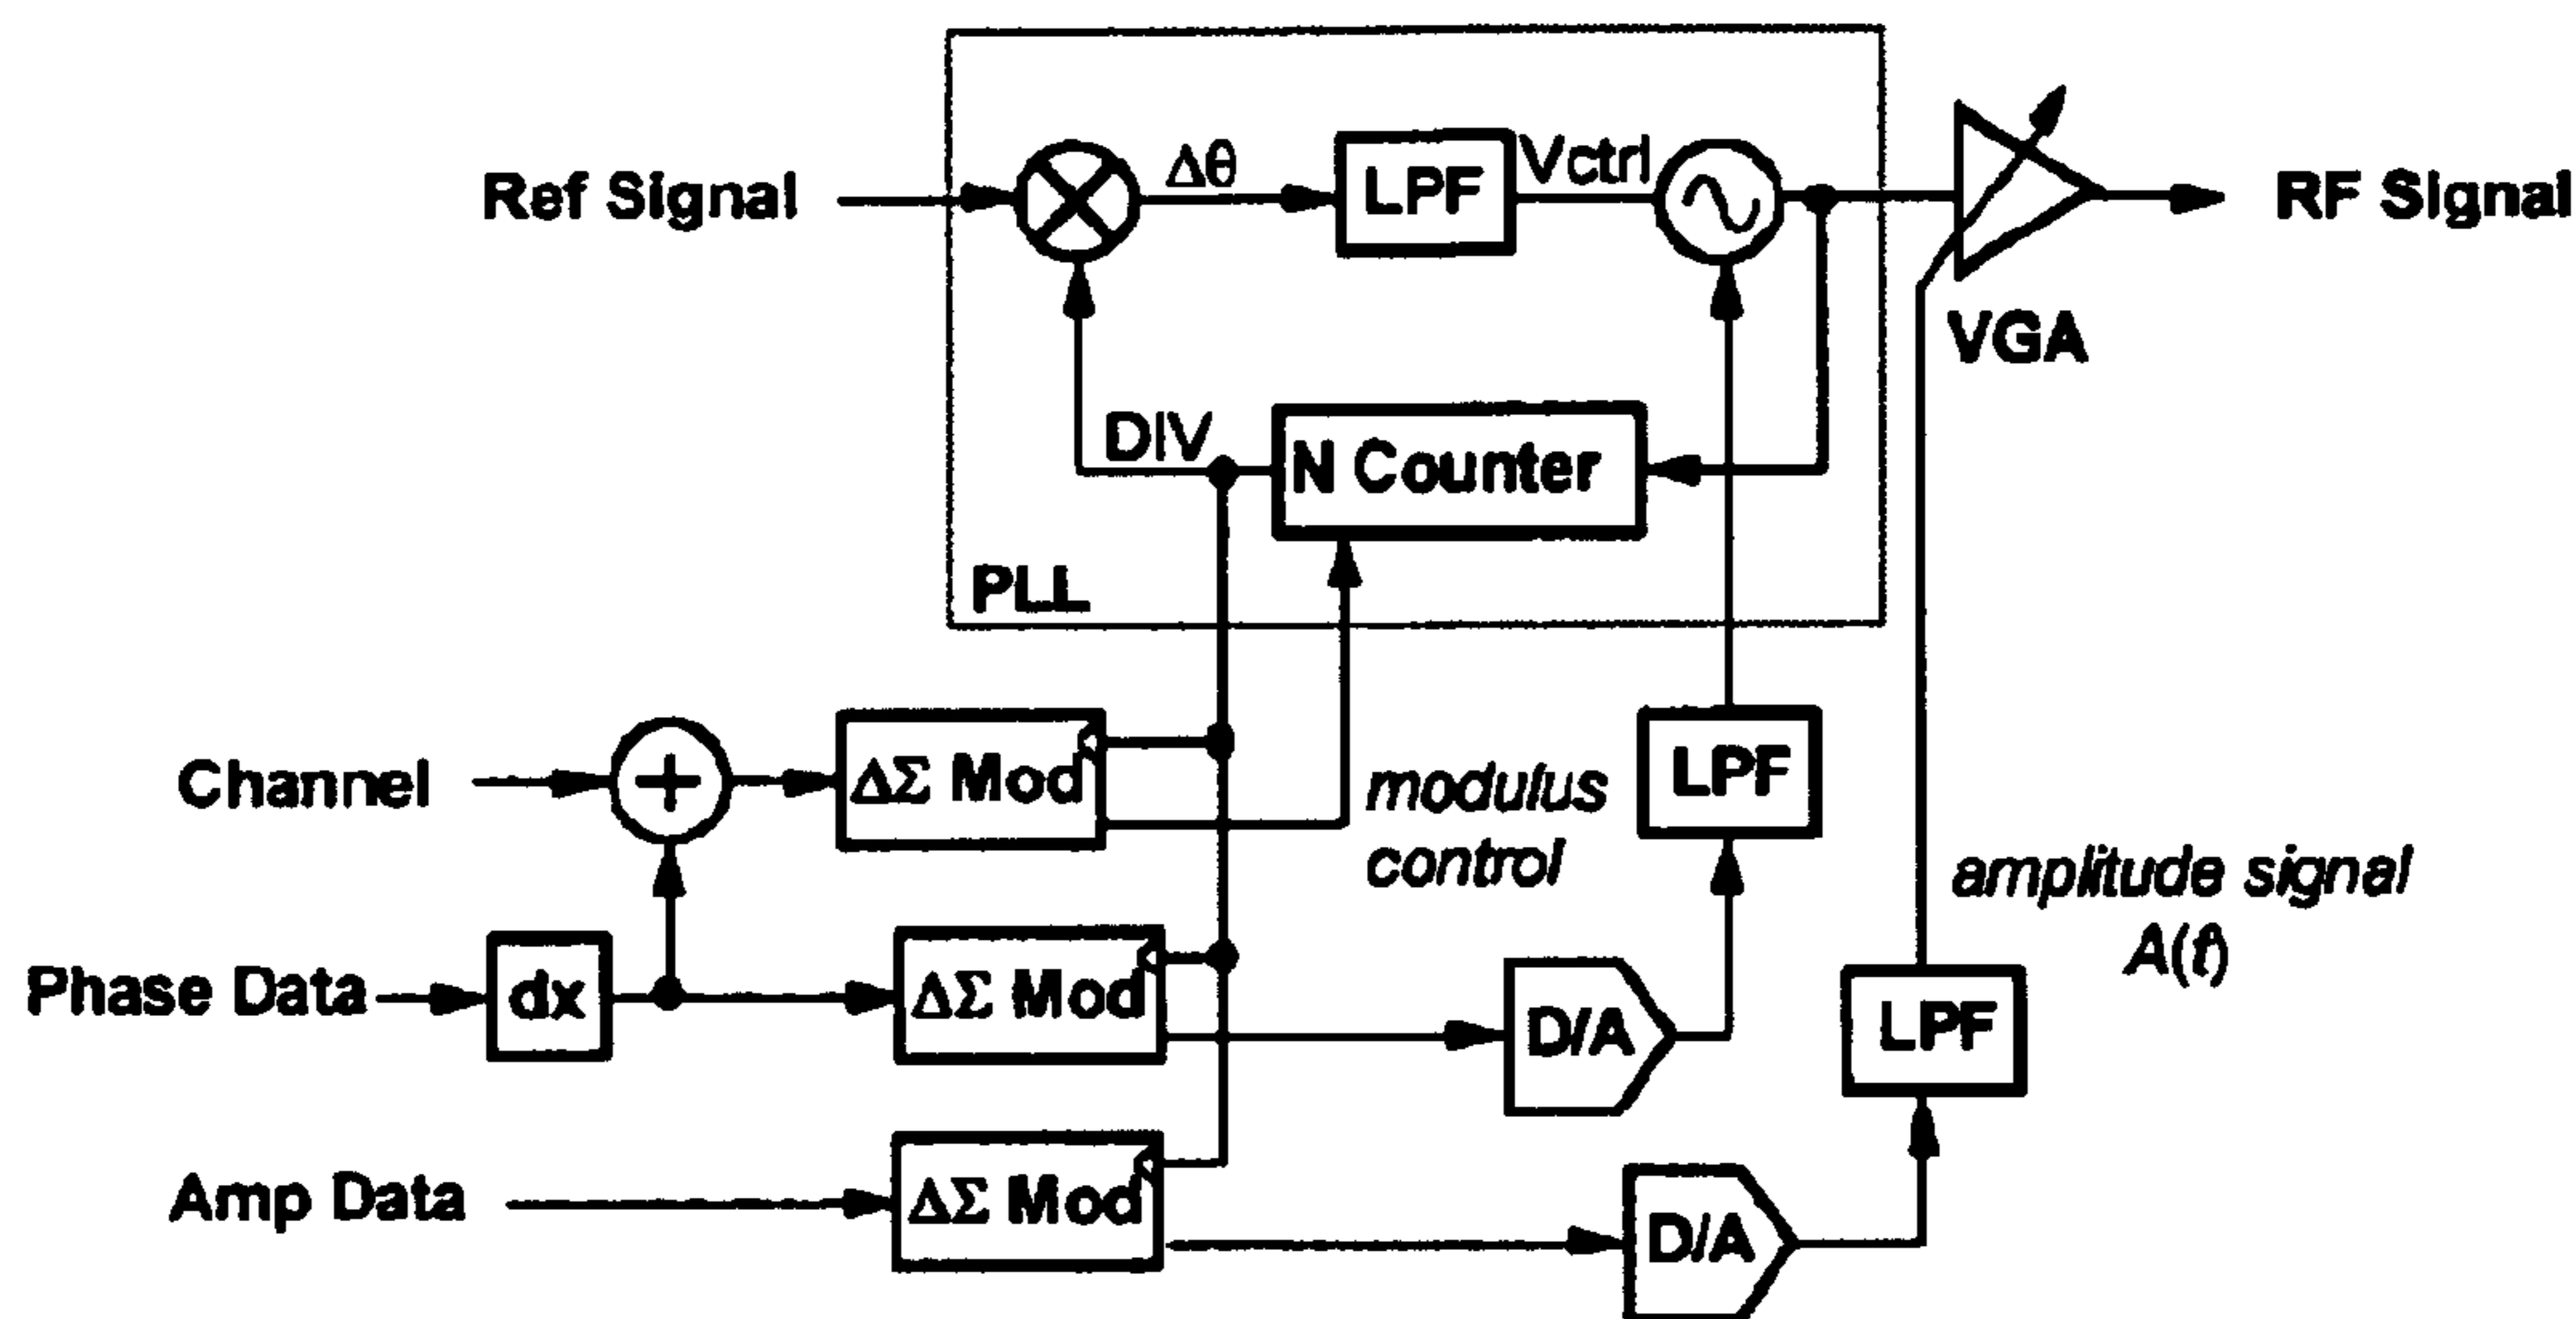 Ref Signal
Δθ
LPF
Vctrl
RF Signal
VGA
DIV
N Counter
PLL
Channel
+
ΔΣ Mod
modulus
control
LPF
amplitude signal
A(t)
Phase Data
dx
ΔΣ Mod
D/A
LPF
Amp Data
ΔΣ Mod
D/A